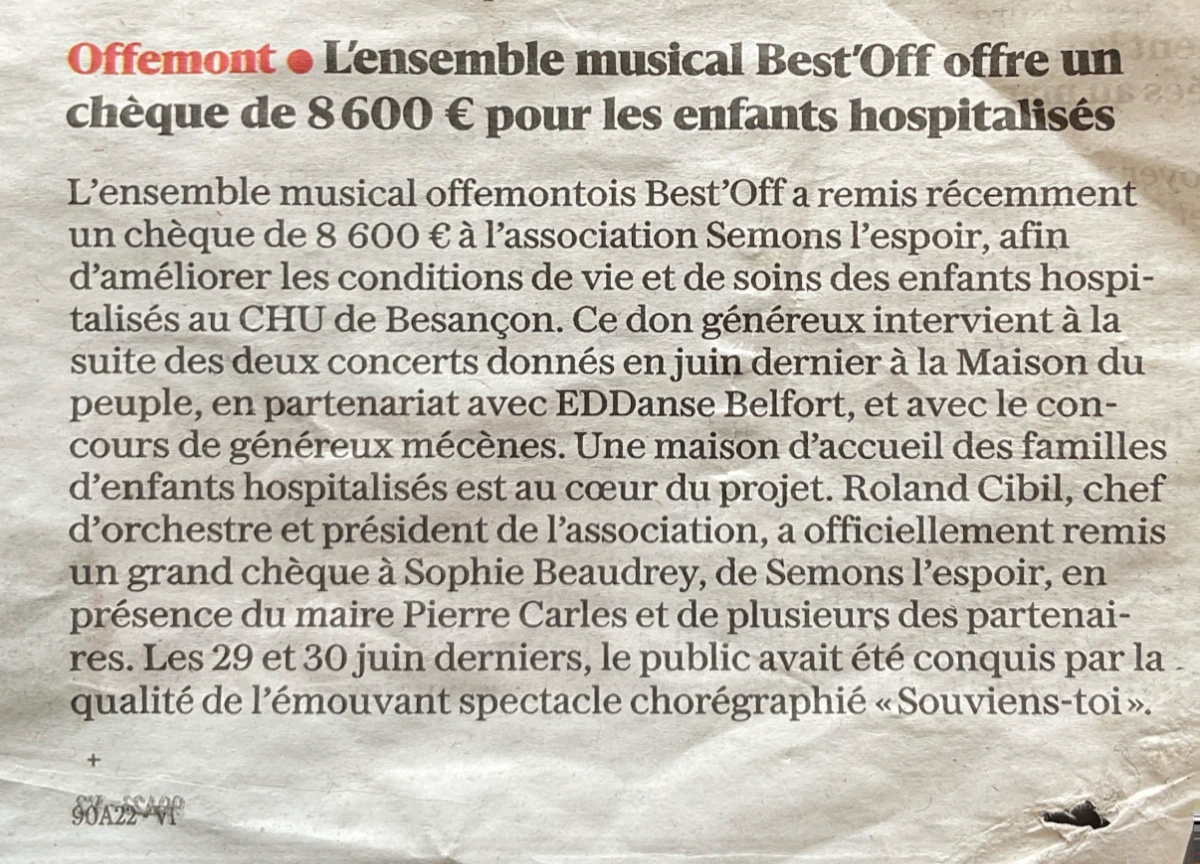 Offemont ● L'ensemble musical Best'Off offre un
chèque de 8 600 € pour les enfants hospitalisés
L'ensemble musical offemontois Best'Off a remis récemment
un chèque de 8 600 € à l'association Semons l'espoir, afin
d'améliorer les conditions de vie et de soins des enfants hospi-
talisés au CHU de Besançon. Ce don généreux intervient à la
suite des deux concerts donnés en juin dernier à la Maison du
peuple, en partenariat avec EDDanse Belfort, et avec le con-
cours de généreux mécènes. Une maison d'accueil des familles
d'enfants hospitalisés est au cœur du projet. Roland Cibil, chef
d'orchestre et président de l'association, a officiellement remis
un grand chèque à Sophie Beaudrey, de Semons l'espoir, en
présence du maire Pierre Carles et de plusieurs des partenai-
res. Les 29 et 30 juin derniers, le public avait été conquis par la
qualité de l'émouvant spectacle chorégraphié «Souviens-toi».
+
90A22 - V1